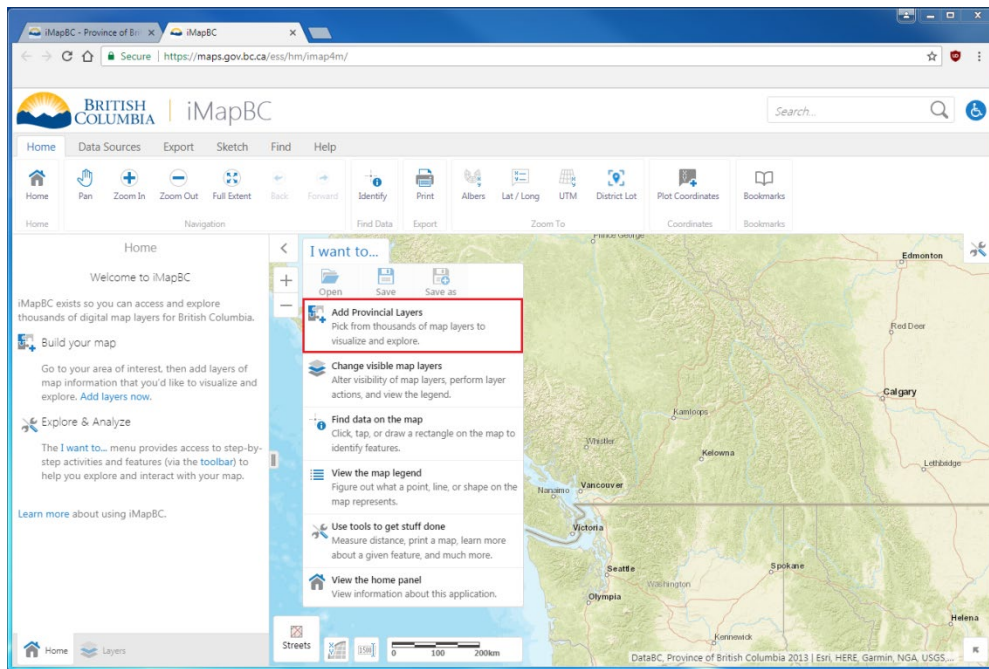 iMapBC - Province of Bri
iMapBC
Secure | https://maps.gov.bc.ca/ess/hm/imap4m/
BRITISH
COLUMBIA
iMapBC
Search...
Home Data Sources Export Sketch Find Help
Home Pan Zoom In Zoom Out Full Extent Back Forward Identify Print Albers Lat / Long UTM District Lot Plot Coordinates Bookmarks
Home Navigation Find Data Export Zoom To Coordinates Bookmarks
Home
Welcome to iMapBC
iMapBC exists so you can access and explore
thousands of digital map layers for British Columbia.
Build your map
Go to your area of interest, then add layers of
map information that you'd like to visualize and
explore. Add layers now.
Explore & Analyze
The I want to... menu provides access to step-by-
step activities and features (via the toolbar) to
help you explore and interact with your map.
Learn more about using iMapBC.
Home Layers
I want to...
Open Save Save as
Add Provincial Layers
Pick from thousands of map layers to
visualize and explore.
Change visible map layers
Alter visibility of map layers, perform layer
actions, and view the legend.
Find data on the map
Click, tap, or draw a rectangle on the map to
identify features.
View the map legend
Figure out what a point, line, or shape on the
map represents.
Use tools to get stuff done
Measure distance, print a map, learn more
about a given feature, and much more.
View the home panel
View information about this application.
Prince George
Edmonton
Red Deer
Calgary
Kamloops
Whistler
Kelowna
Lethbridge
Nanaimo
Vancouver
Victoria
Seattle
Spokane
Washington
Olympia
Helena
Kennewick
Streets
0 100 200km
DataBC, Province of British Columbia 2013 | Esri, HERE, Garmin, NGA, USGS,...